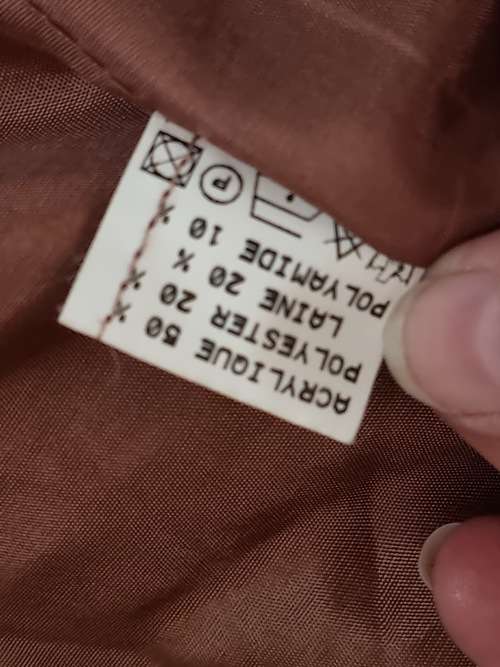 ACRYLIQUE 50 %
POLYESTER 20 %
LAINE 20 %
POLYAMIDE 10 %
P